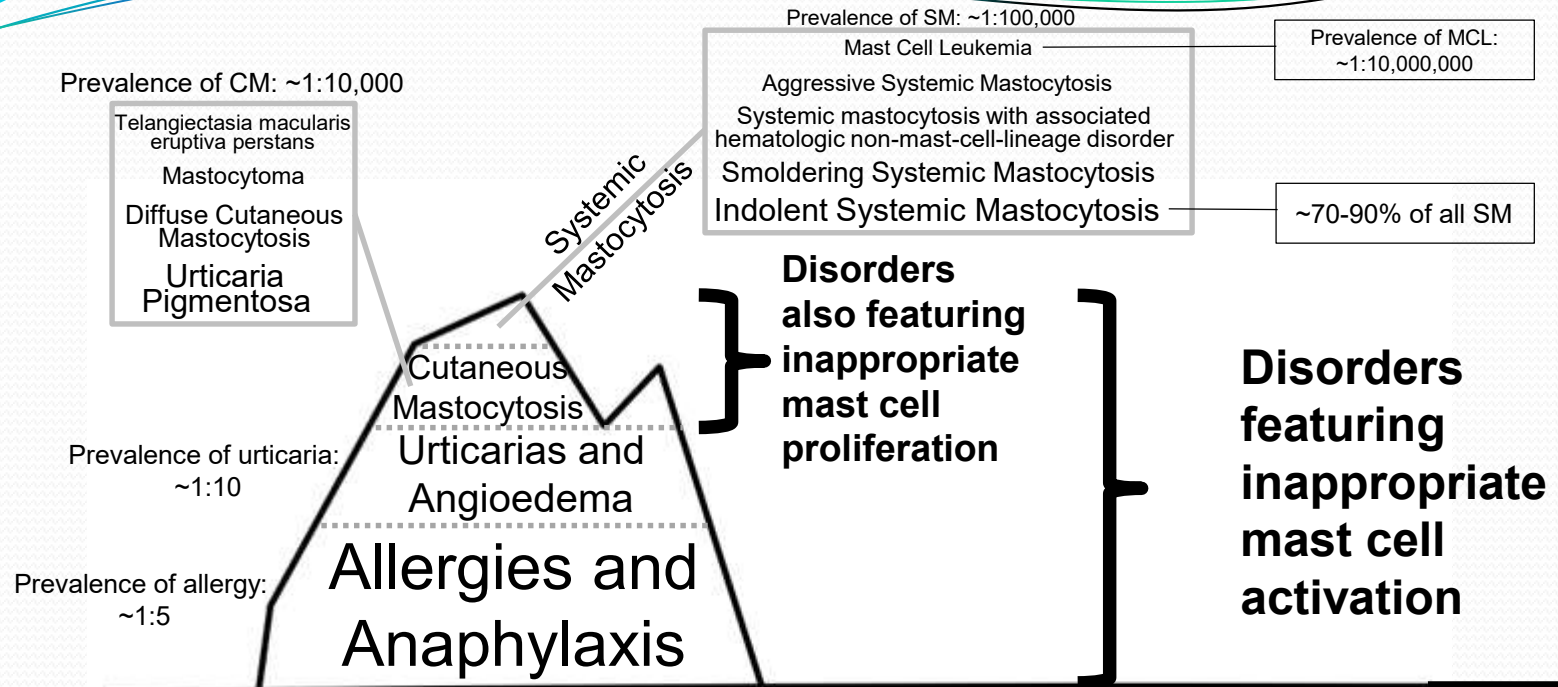 Prevalence of SM: ~1:100,000
Mast Cell Leukemia
Aggressive Systemic Mastocytosis
Systemic mastocytosis with associated
hematologic non-mast-cell-lineage disorder
Smoldering Systemic Mastocytosis
Indolent Systemic Mastocytosis
Prevalence of MCL:
~1:10,000,000
~70-90% of all SM
Prevalence of CM: ~1:10,000
Telangiectasia macularis
eruptiva perstans
Mastocytoma
Diffuse Cutaneous
Mastocytosis
Urticaria
Pigmentosa
Systemic
Mastocytosis
Cutaneous
Mastocytosis
Disorders
also featuring
inappropriate
mast cell
proliferation
Disorders
featuring
inappropriate
mast cell
activation
Prevalence of urticaria:
~1:10
Urticarias and
Angioedema
Prevalence of allergy:
~1:5
Allergies and
Anaphylaxis